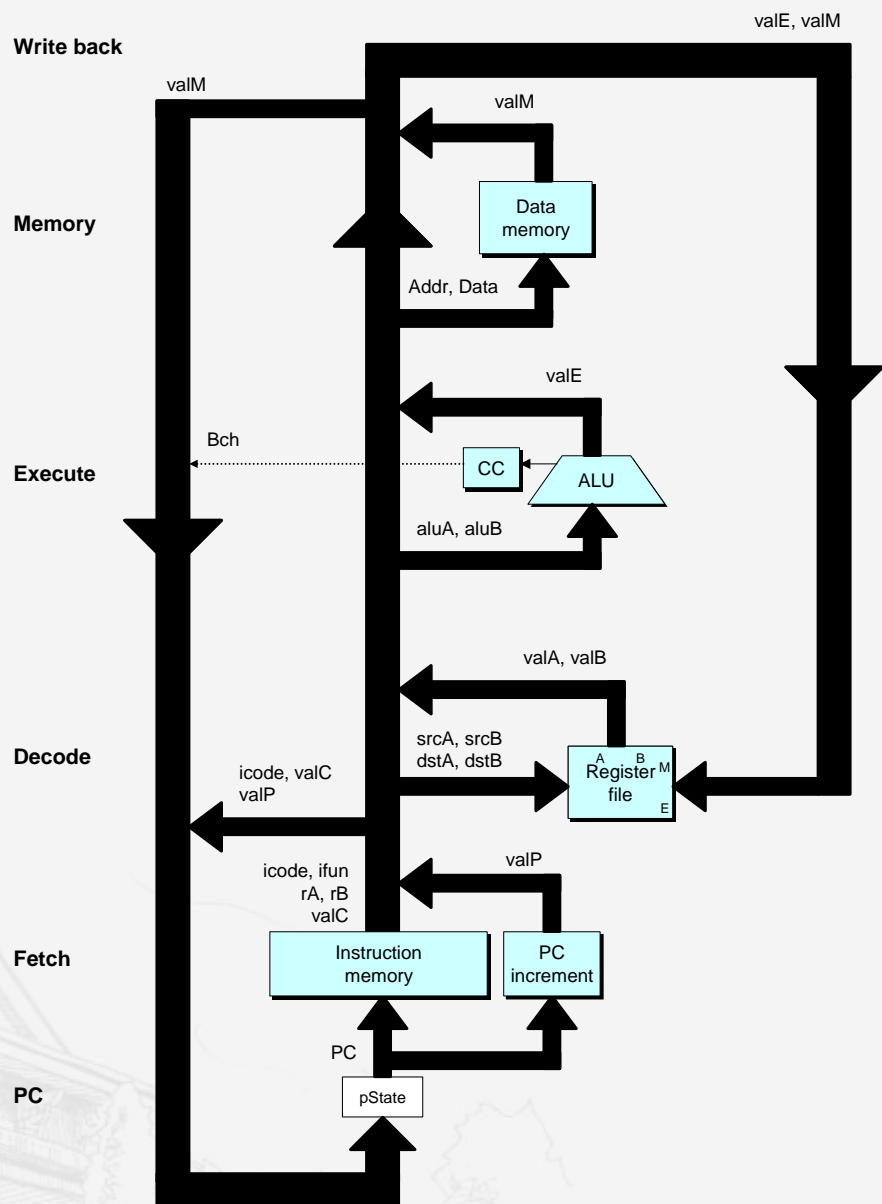 valE, valM
Write back
valM
valM
Data
memory
Memory
Addr, Data
valE
Bch
CC
ALU
Execute
aluA, aluB
valA, valB
srcA, srcB
dstA, dstB
A B
Register M
file
E
Decode
icode, valC
valP
valP
icode, ifun
rA, rB
valC
Instruction
memory
PC
increment
Fetch
PC
pState
PC